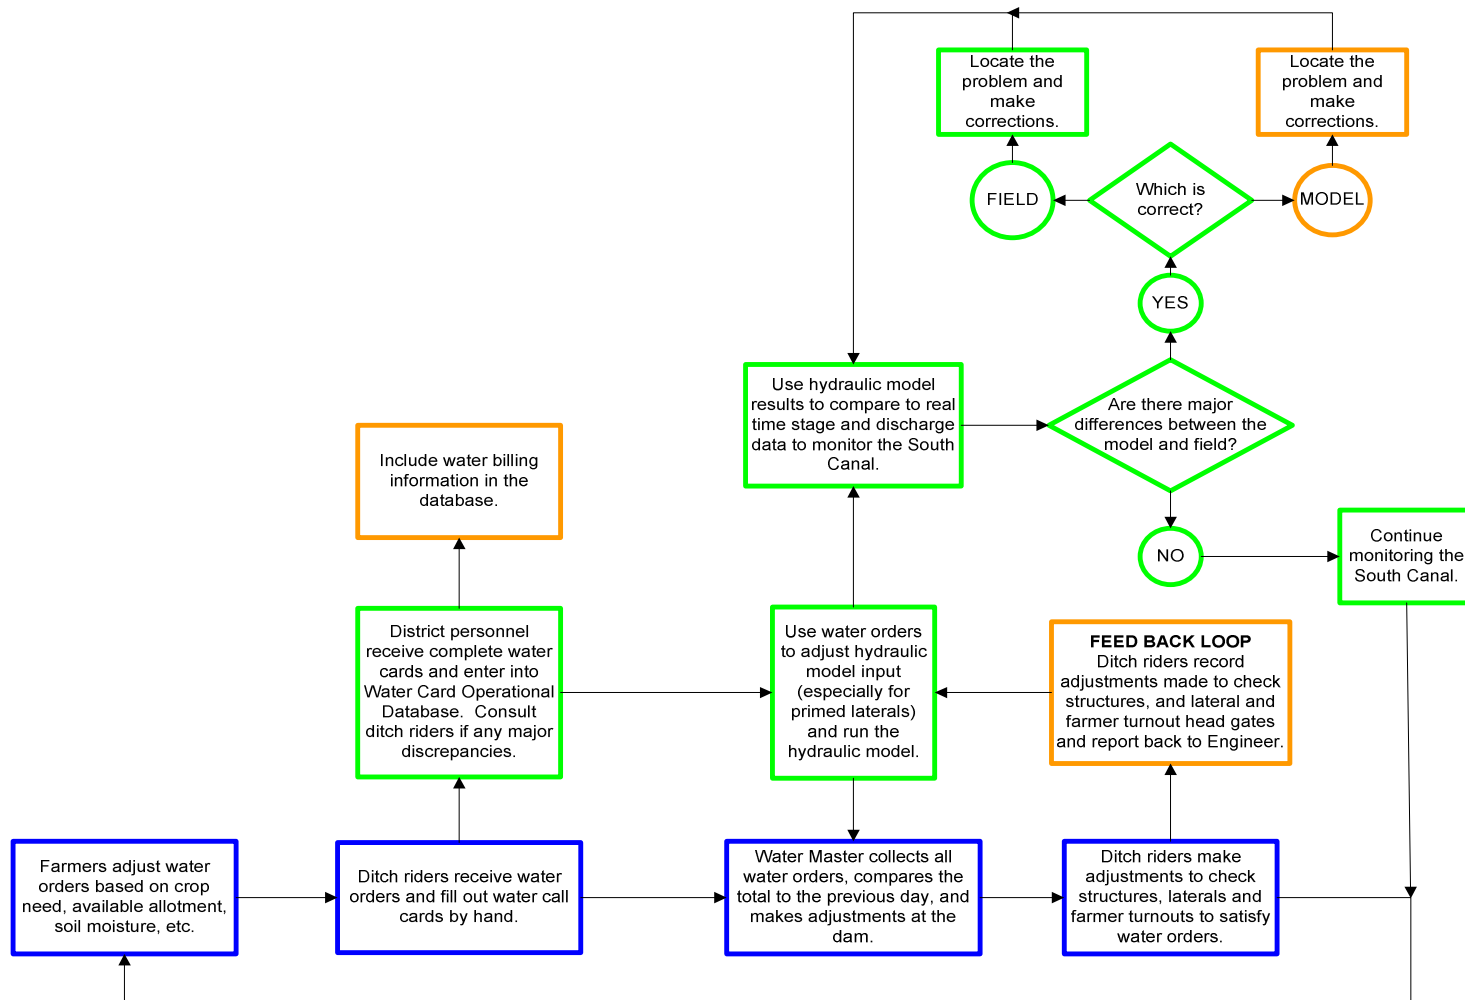 Locate the
problem and
make
corrections.
Locate the
problem and
make
corrections.
FIELD
Which is
correct?
MODEL
YES
Use hydraulic model
results to compare to real
time stage and discharge
data to monitor the South
Canal.
Are there major
differences between the
model and field?
Include water billing
information in the
database.
NO
Continue
monitoring the
South Canal.
District personnel
receive complete water
cards and enter into
Water Card Operational
Database.  Consult
ditch riders if any major
discrepancies.
Use water orders
to adjust hydraulic
model input
(especially for
primed laterals)
and run the
hydraulic model.
FEED BACK LOOP
Ditch riders record
adjustments made to check
structures, and lateral and
farmer turnout head gates
and report back to Engineer.
Farmers adjust water
orders based on crop
need, available allotment,
soil moisture, etc.
Ditch riders receive water
orders and fill out water call
cards by hand.
Water Master collects all
water orders, compares the
total to the previous day, and
makes adjustments at the
dam.
Ditch riders make
adjustments to check
structures, laterals and
farmer turnouts to satisfy
water orders.